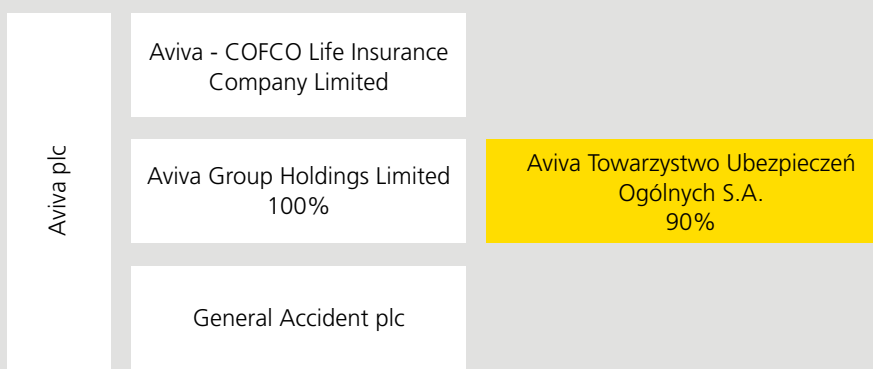 Aviva plc
Aviva - COFCO Life Insurance
Company Limited
Aviva Group Holdings Limited
100%
Aviva Towarzystwo Ubezpieczeń
Ogólnych S.A.
90%
General Accident plc